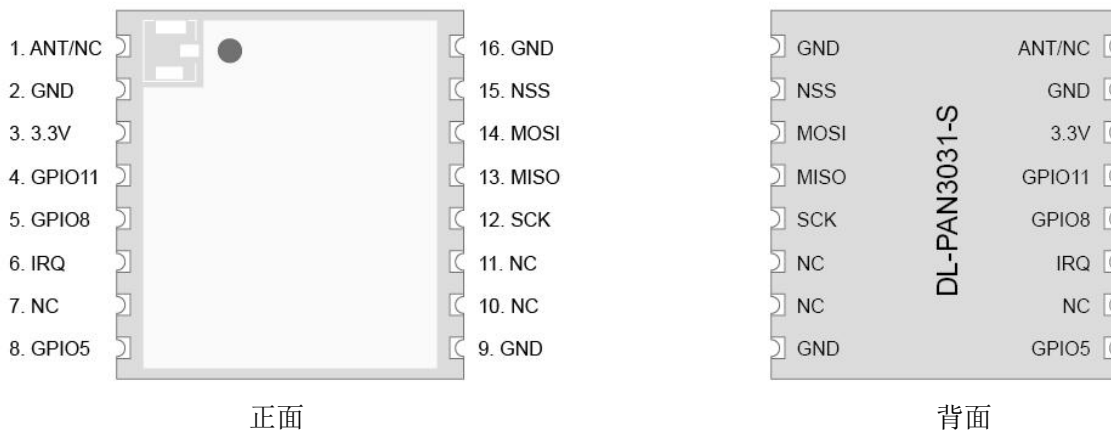 1. ANT/NC
2. GND
3. 3.3V
4. GPIO11
5. GPIO8
6. IRQ
7. NC
8. GPIO5
16. GND
15. NSS
14. MOSI
13. MISO
12. SCK
11. NC
10. NC
9. GND
正面
GND
NSS
MOSI
MISO
SCK
NC
NC
GND
DL-PAN3031-S
ANT/NC
GND
3.3V
GPIO11
GPIO8
IRQ
NC
GPIO5
背面